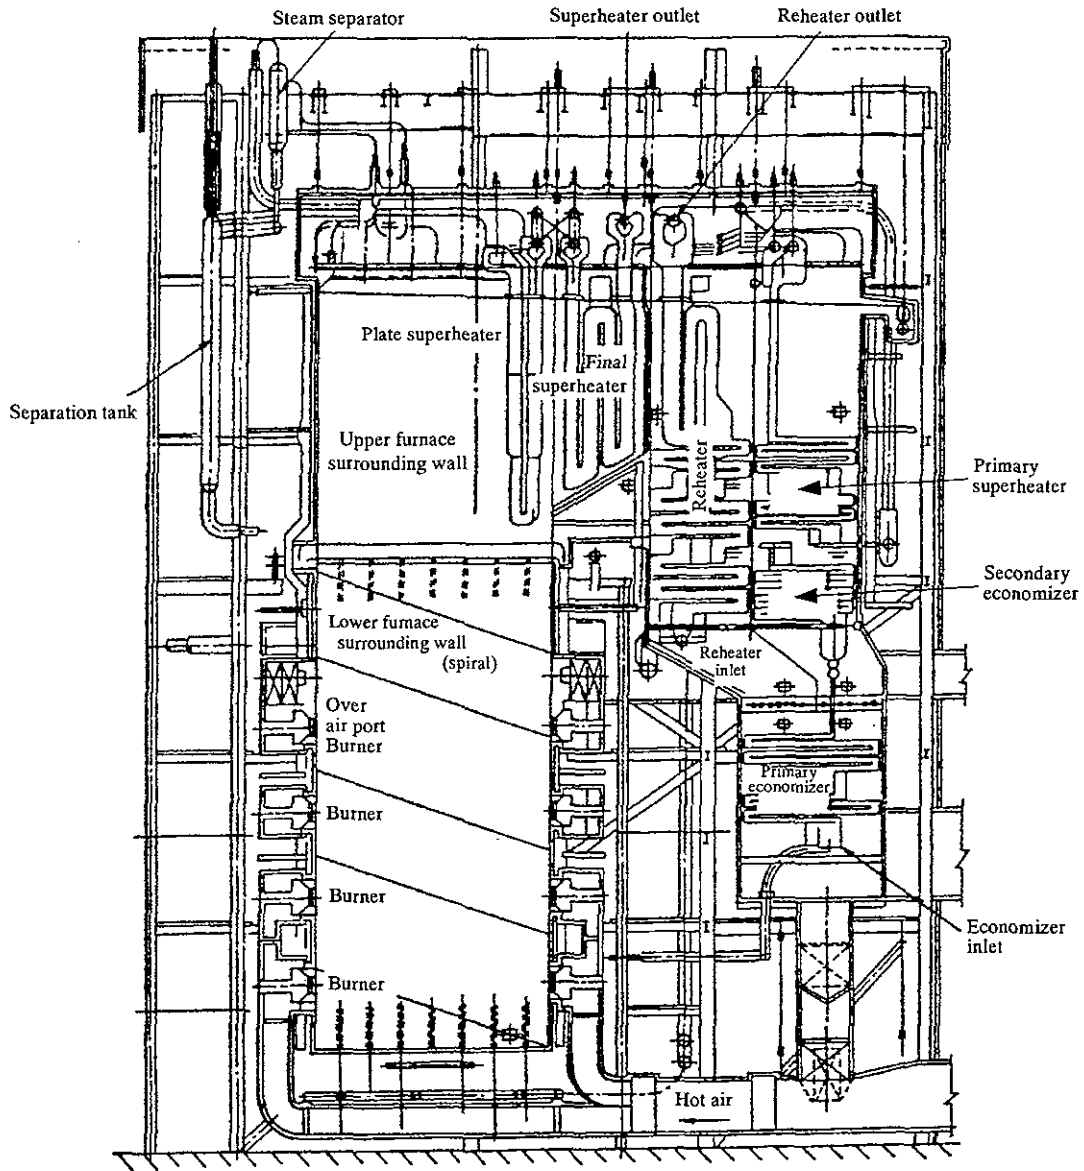 Steam separator
Superheater outlet
Reheater outlet
Plate superheater
Final
superheater
Separation tank
Upper furnace
surrounding wall
Reheater
Primary
superheater
Secondary
economizer
Lower furnace
surrounding wall
(spiral)
Reheater
inlet
Over
air port
Burner
Primary
economizer
Burner
Burner
Economizer
inlet
Burner
Hot air